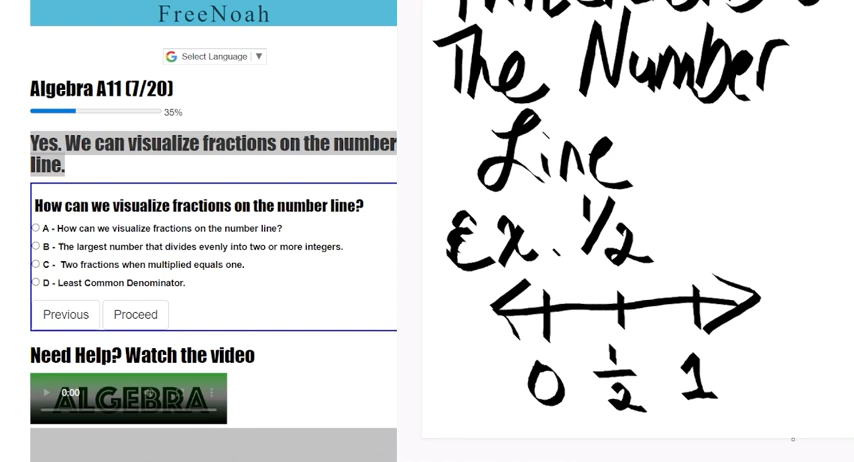 FreeNoah
Select Language ▼
Algebra A11 (7/20)
35%
Yes. We can visualize fractions on the number
line.
How can we visualize fractions on the number line?
A - How can we visualize fractions on the number line?
B - The largest number that divides evenly into two or more integers.
C - Two fractions when multiplied equals one.
D - Least Common Denominator.
Previous Proceed
Need Help? Watch the video
0:00
ALGEBRA
The Number
Line
Ex. 1/2
0 1/2 1